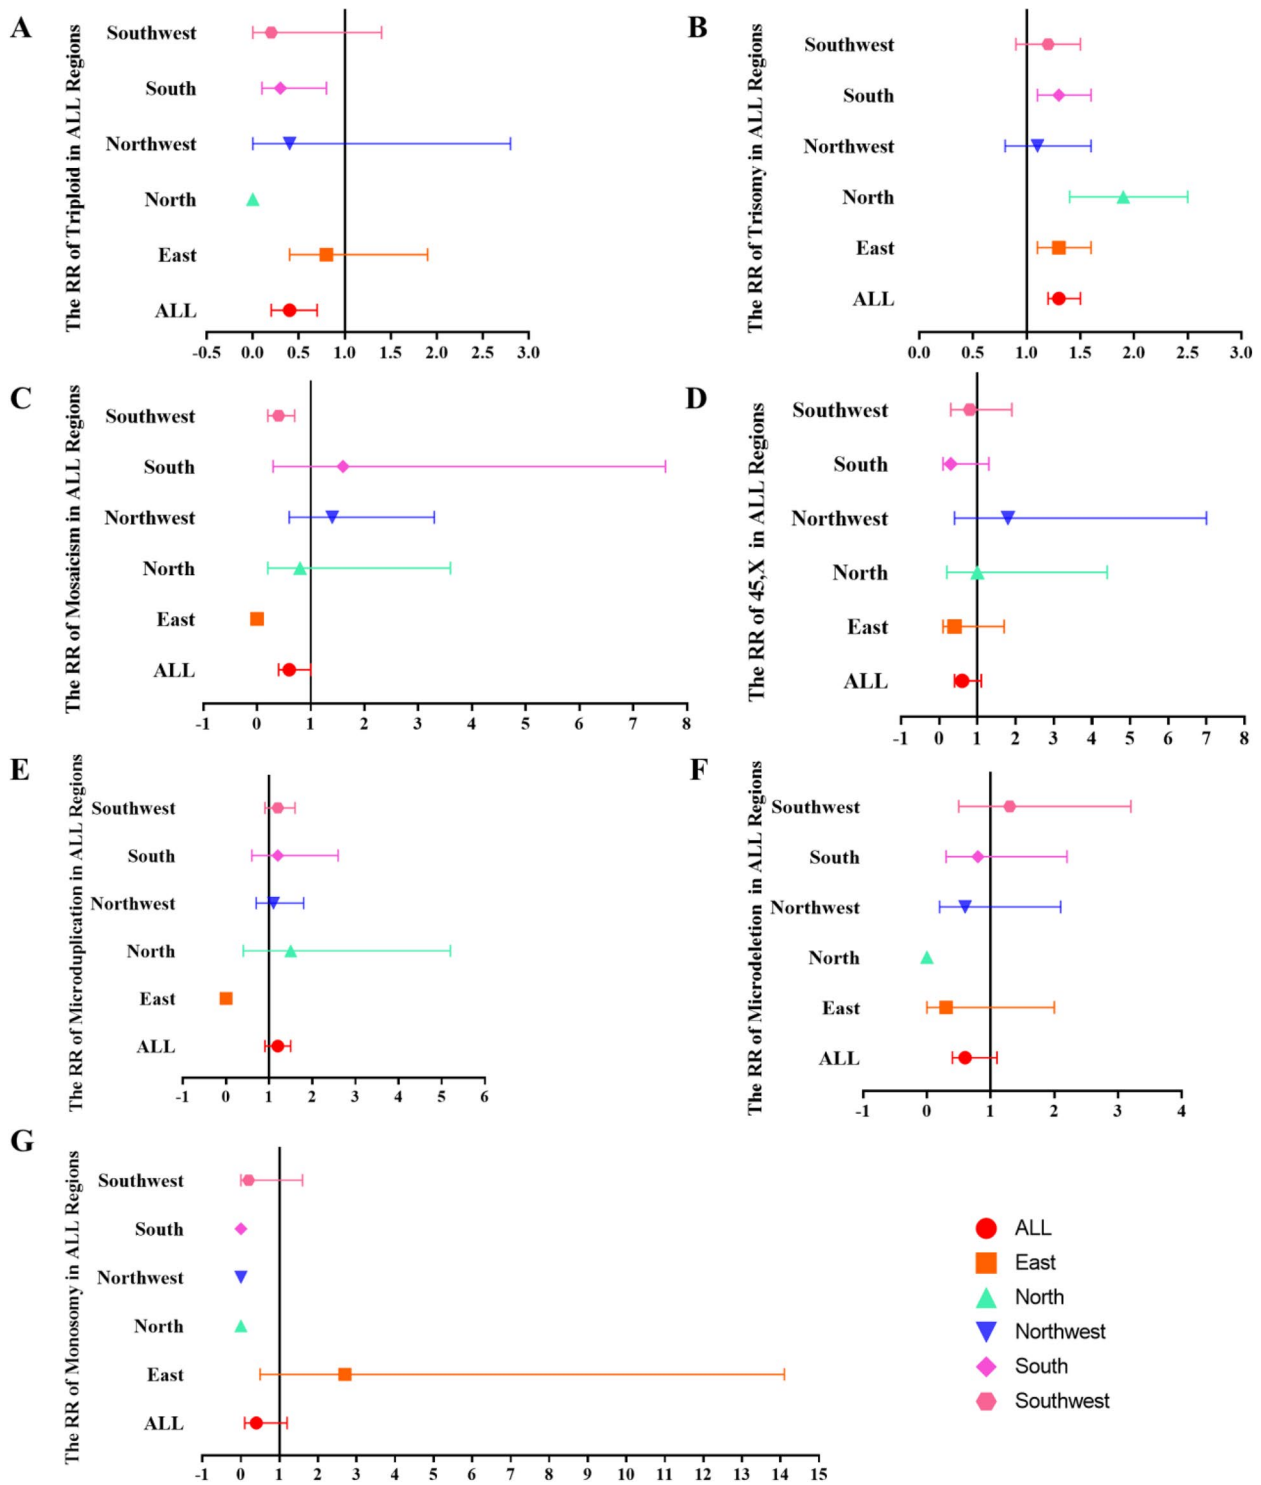 A
The RR of Triploid in ALL Regions
Southwest
South
Northwest
North
East
ALL
-0.5 0.0 0.5 1.0 1.5 2.0 2.5 3.0
B
The RR of Trisomy in ALL Regions
Southwest
South
Northwest
North
East
ALL
0.0 0.5 1.0 1.5 2.0 2.5 3.0
C
The RR of Mosaicism in ALL Regions
Southwest
South
Northwest
North
East
ALL
-1 0 1 2 3 4 5 6 7 8
D
The RR of 45,X in ALL Regions
Southwest
South
Northwest
North
East
ALL
-1 0 1 2 3 4 5 6 7 8
E
The RR of Microduplication in ALL Regions
Southwest
South
Northwest
North
East
ALL
-1 0 1 2 3 4 5 6
F
The RR of Microdeletion in ALL Regions
Southwest
South
Northwest
North
East
ALL
-1 0 1 2 3 4
G
The RR of Monosomy in ALL Regions
Southwest
South
Northwest
North
East
ALL
-1 0 1 2 3 4 5 6 7 8 9 10 11 12 13 14 15
ALL
East
North
Northwest
South
Southwest